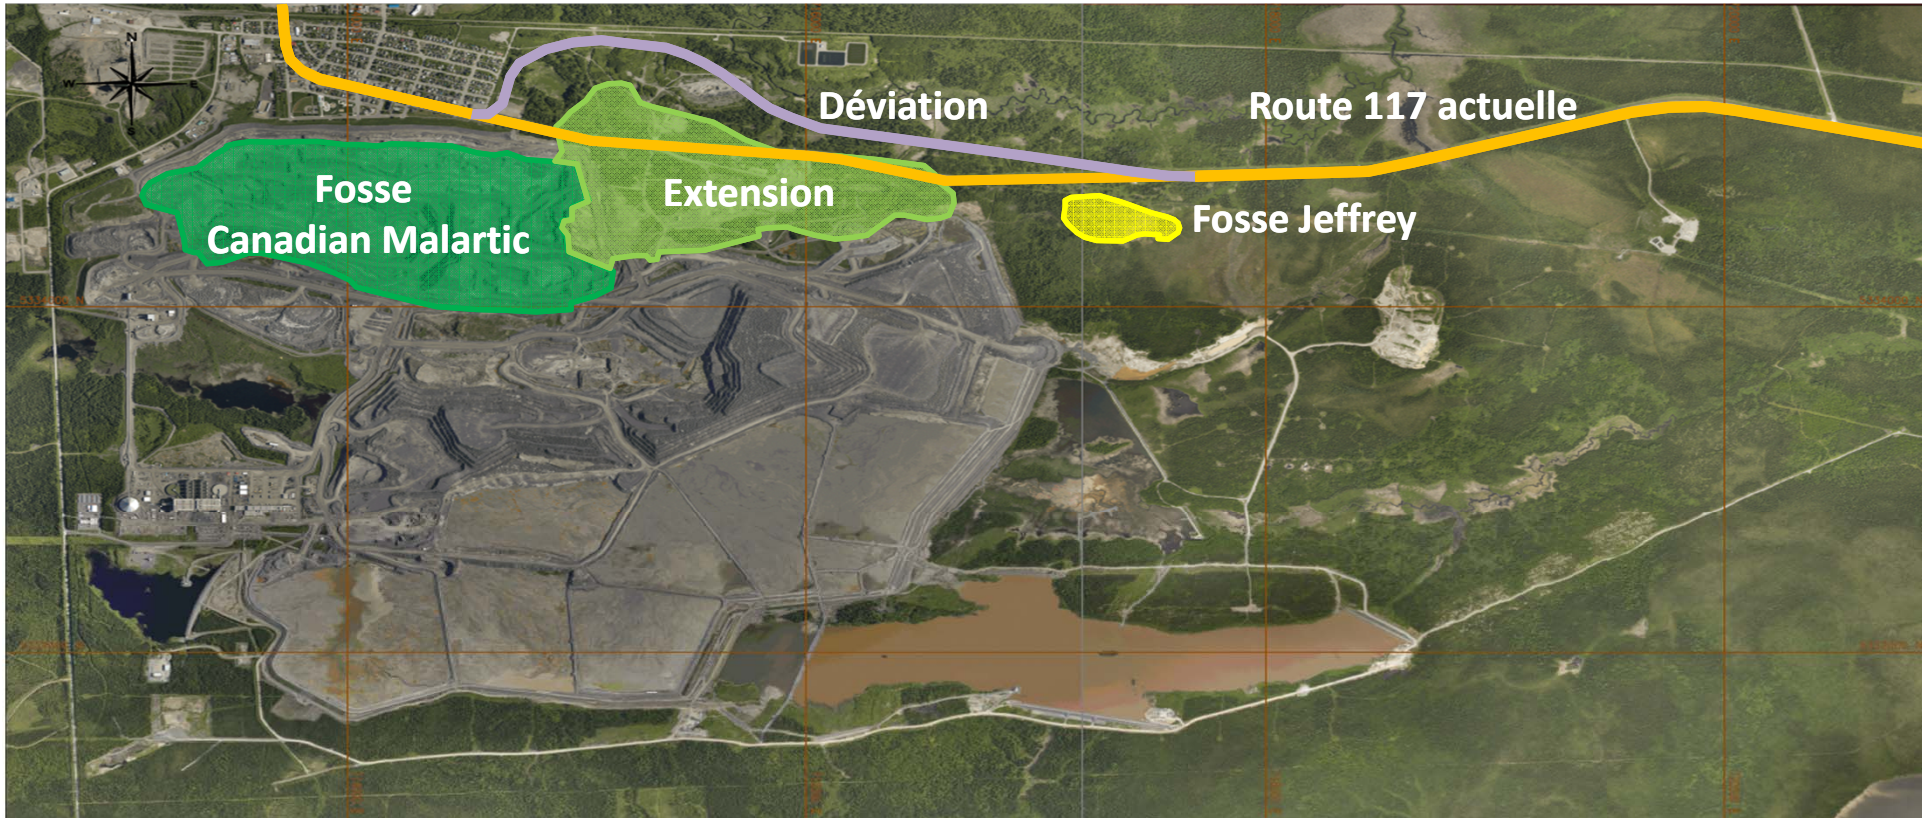 N
W
E
S
Déviation
Route 117 actuelle
Fosse
Canadian Malartic
Extension
Fosse Jeffrey